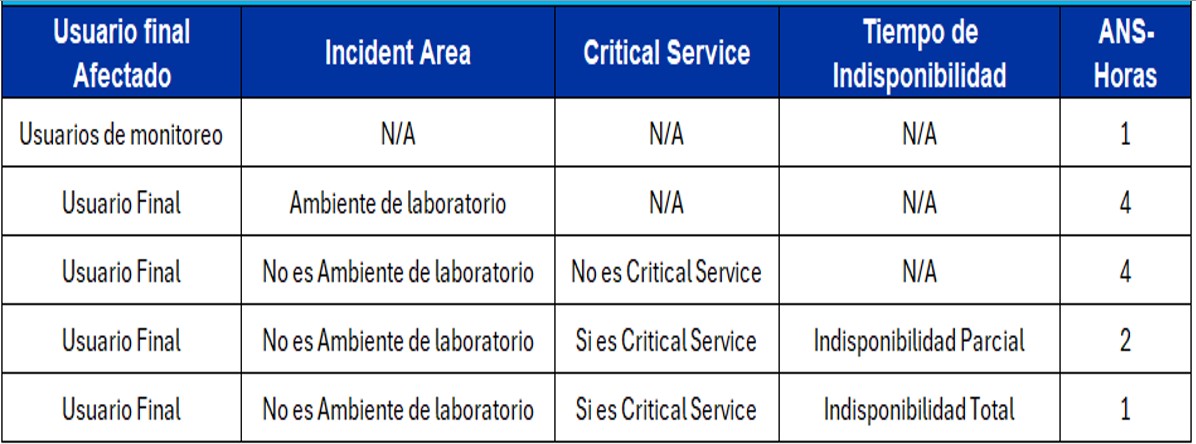 Usuario final Afectado	Incident Area	Critical Service	Tiempo de Indisponibilidad	ANS-Horas
Usuarios de monitoreo	N/A	N/A	N/A	1
Usuario Final	Ambiente de laboratorio	N/A	N/A	4
Usuario Final	No es Ambiente de laboratorio	No es Critical Service	N/A	4
Usuario Final	No es Ambiente de laboratorio	Si es Critical Service	Indisponibilidad Parcial	2
Usuario Final	No es Ambiente de laboratorio	Si es Critical Service	Indisponibilidad Total	1